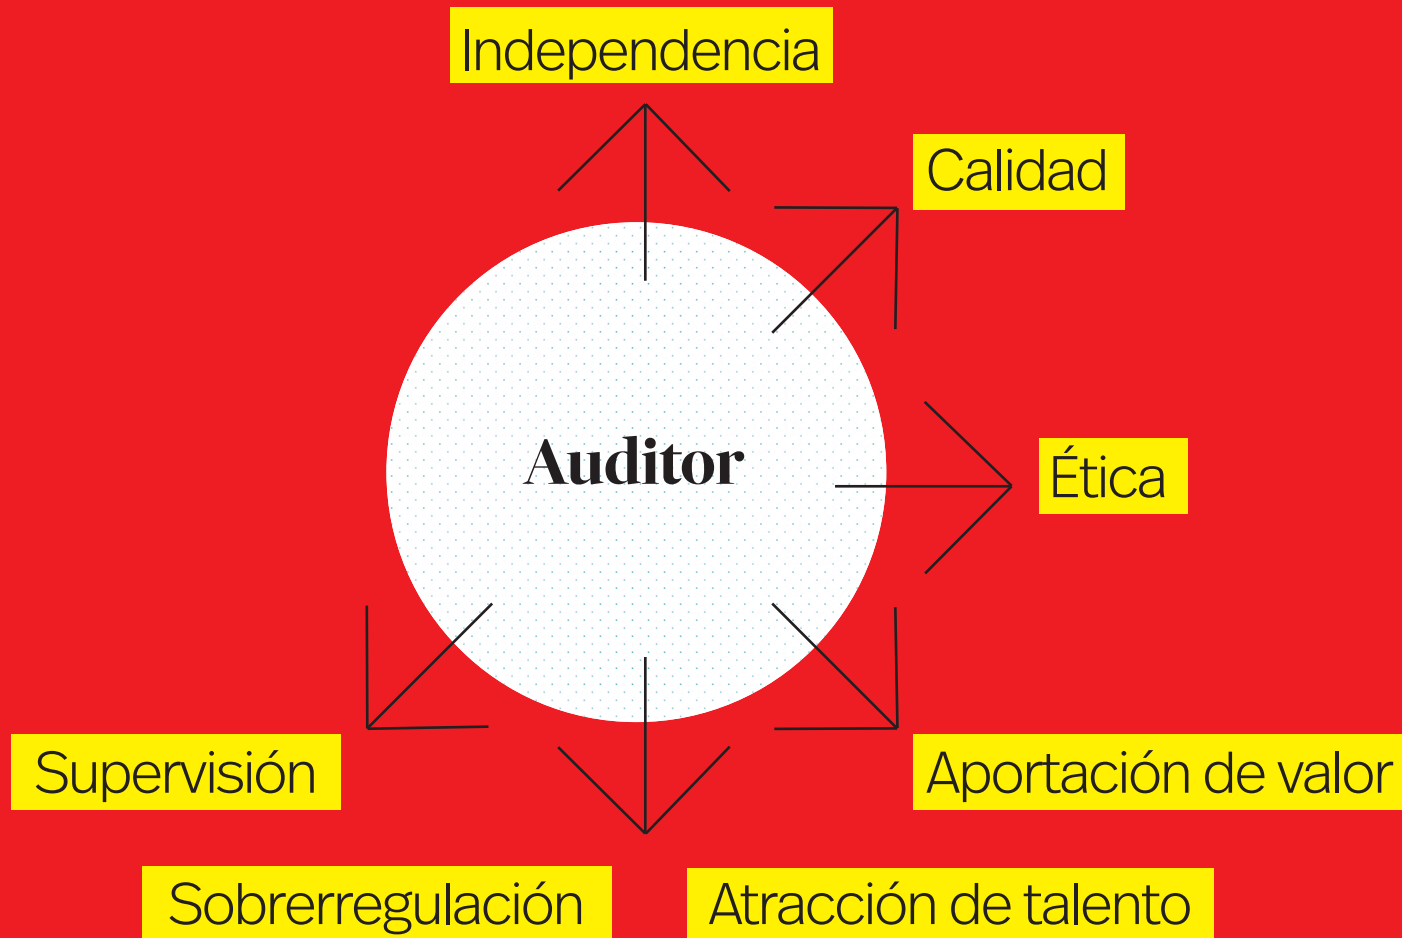 Independencia
Calidad
Auditor
Ética
Supervisión
Aportación de valor
Sobrerregulación
Atracción de talento